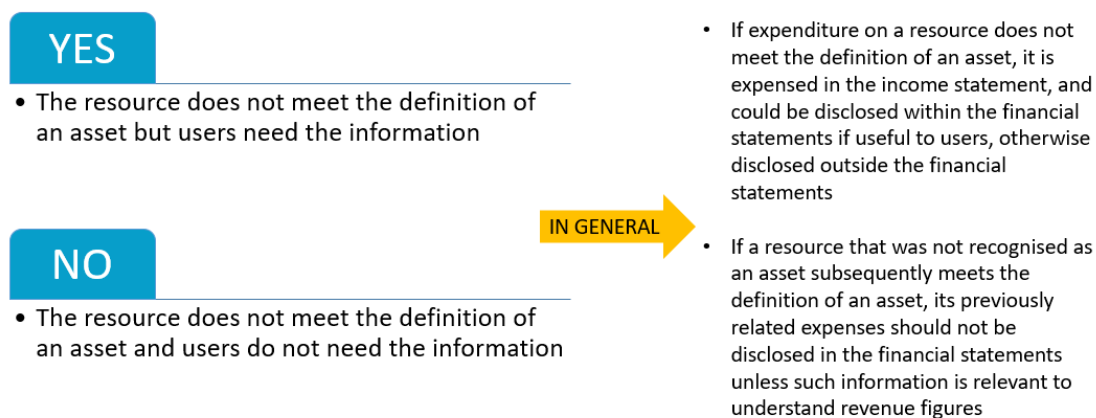 YES
• The resource does not meet the definition of
an asset but users need the information
NO
• The resource does not meet the definition of
an asset and users do not need the information
IN GENERAL
• If expenditure on a resource does not
meet the definition of an asset, it is
expensed in the income statement, and
could be disclosed within the financial
statements if useful to users, otherwise
disclosed outside the financial
statements
• If a resource that was not recognised as
an asset subsequently meets the
definition of an asset, its previously
related expenses should not be
disclosed in the financial statements
unless such information is relevant to
understand revenue figures